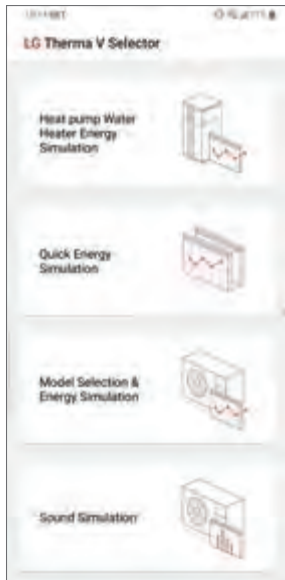 LG Therma V Selector
Heat pump Water
Heater Energy
Simulation
Quick Energy
Simulation
Model Selection &
Energy Simulation
Sound Simulation